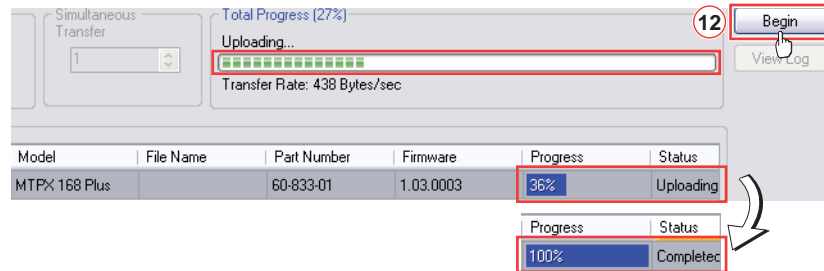 Simultaneous Transfer
1
Total Progress (27%)
Uploading...
Transfer Rate: 438 Bytes/sec
12
Begin
View Log
Model File Name Part Number Firmware Progress Status
MTPX 168 Plus 60-833-01 1.03.0003 36% Uploading
Progress Status
100% Completed